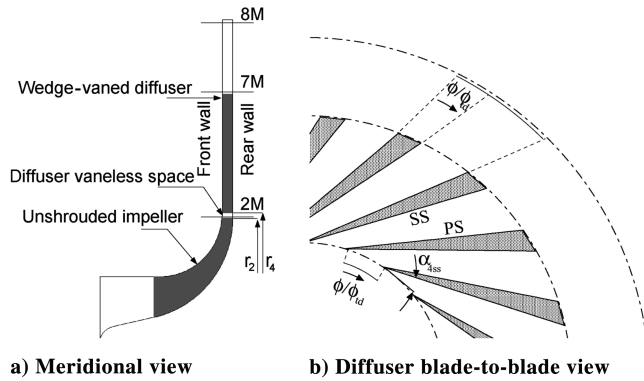 8M
7M
Wedge-vaned diffuser
Front wall
Rear wall
Diffuser vaneless space
2M
Unshrouded impeller
r2 r4
ϕ/ϕtd
SS
PS
α4ss
ϕ/ϕtd
a) Meridional view
b) Diffuser blade-to-blade view